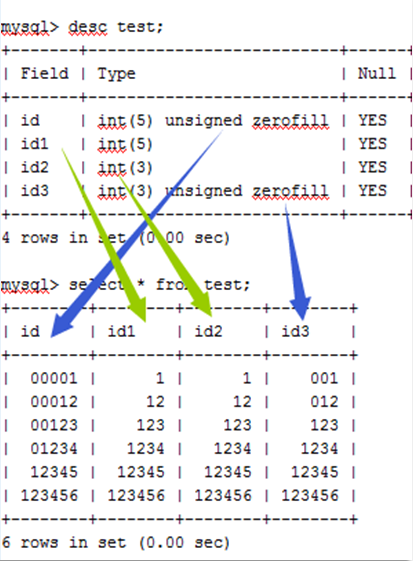 mysql> desc test;
+-------+--------------------------+------+
| Field | Type                     | Null |
+-------+--------------------------+------+
| id    | int(5) unsigned zerofill | YES  |
| id1   | int(5)                   | YES  |
| id2   | int(3)                   | YES  |
| id3   | int(3) unsigned zerofill | YES  |
+-------+--------------------------+------+
4 rows in set (0.00 sec)
mysql> select * from test;
+--------+--------+--------+--------+
| id     | id1    | id2    | id3    |
+--------+--------+--------+--------+
|  00001 |      1 |      1 |    001 |
|  00012 |     12 |     12 |    012 |
|  00123 |    123 |    123 |    123 |
|  01234 |   1234 |   1234 |   1234 |
|  12345 |  12345 |  12345 |  12345 |
| 123456 | 123456 | 123456 | 123456 |
+--------+--------+--------+--------+
6 rows in set (0.00 sec)